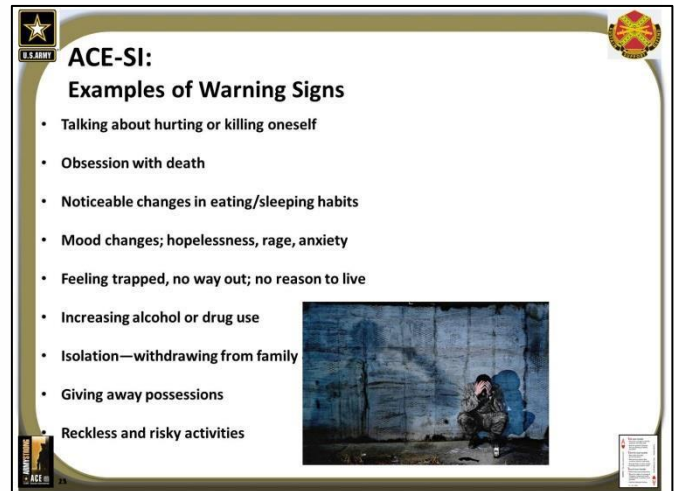 U.S.ARMY
ACE-SI:
Examples of Warning Signs
• Talking about hurting or killing oneself
• Obsession with death
• Noticeable changes in eating/sleeping habits
• Mood changes; hopelessness, rage, anxiety
• Feeling trapped, no way out; no reason to live
• Increasing alcohol or drug use
• Isolation—withdrawing from family
• Giving away possessions
• Reckless and risky activities
ARMYSTRONG
ACE
25